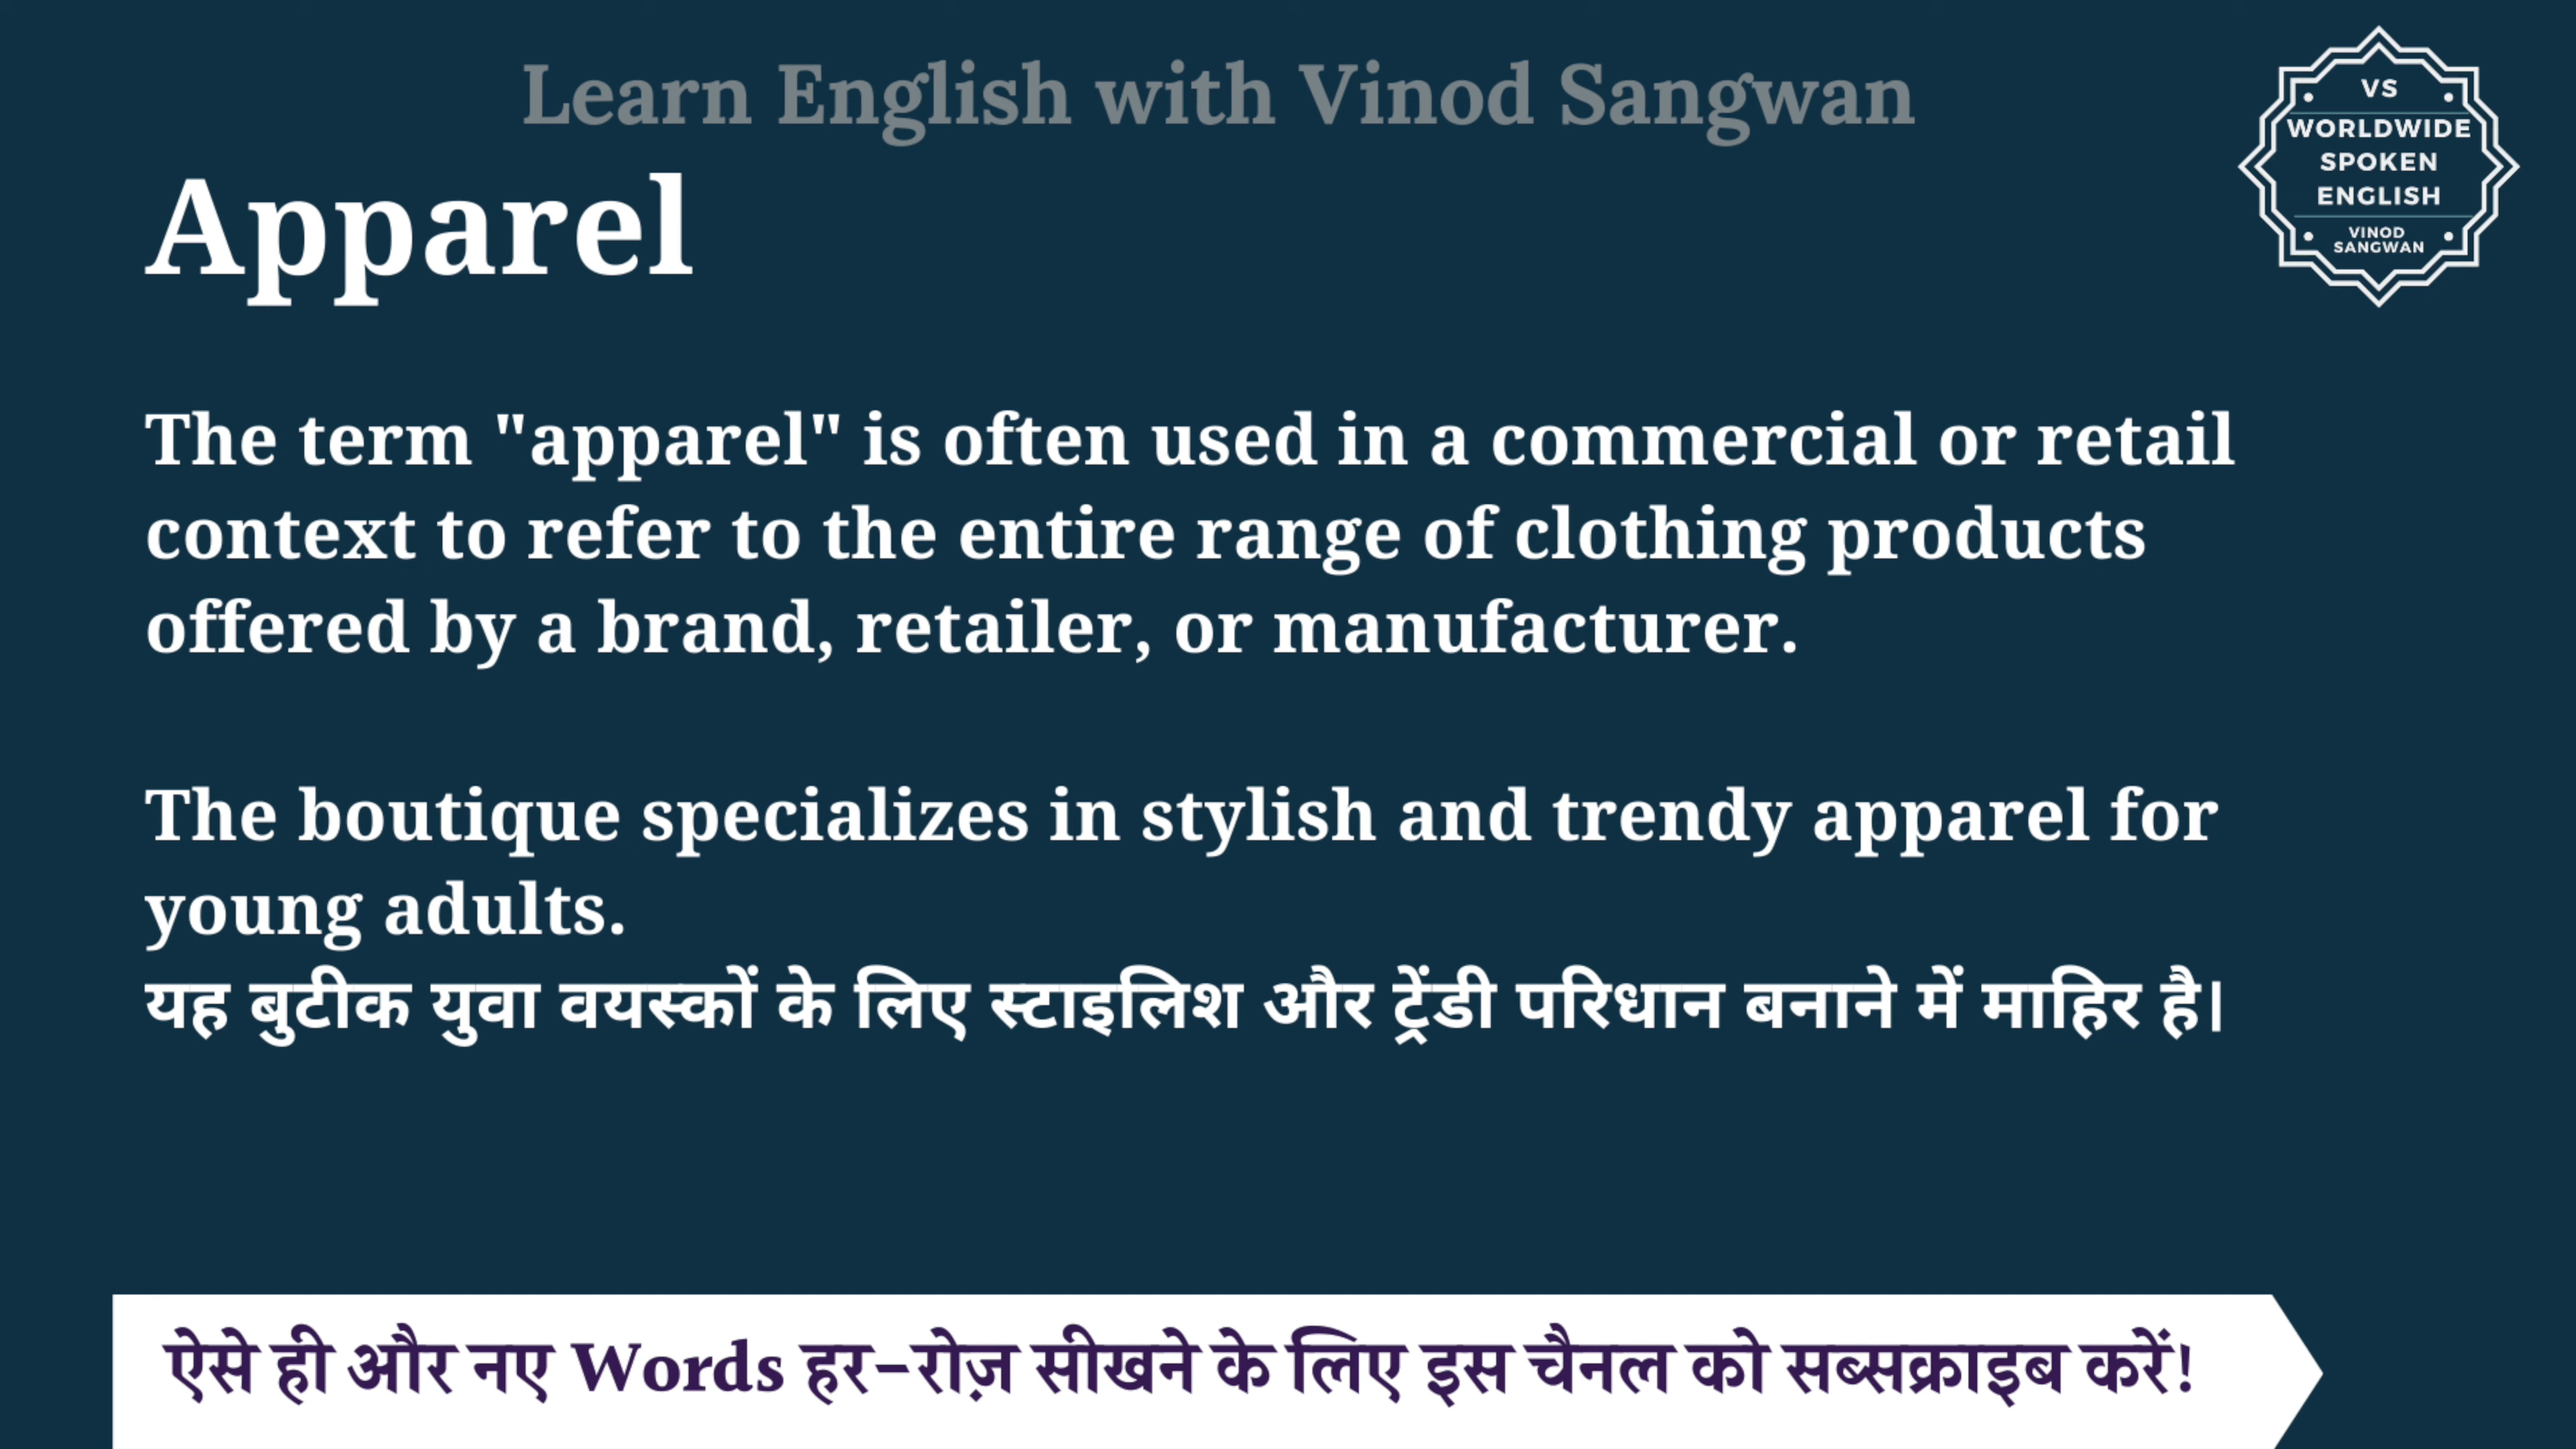 Learn English with Vinod Sangwan
VS
WORLDWIDE
SPOKEN
ENGLISH
VINOD
SANGWAN
Apparel
The term "apparel" is often used in a commercial or retail
context to refer to the entire range of clothing products
offered by a brand, retailer, or manufacturer.
The boutique specializes in stylish and trendy apparel for
young adults.
यह बुटीक युवा वयस्कों के लिए स्टाइलिश और ट्रेंडी परिधान बनाने में माहिर है।
ऐसे ही और नए Words हर-रोज़ सीखने के लिए इस चैनल को सब्सक्राइब करें!